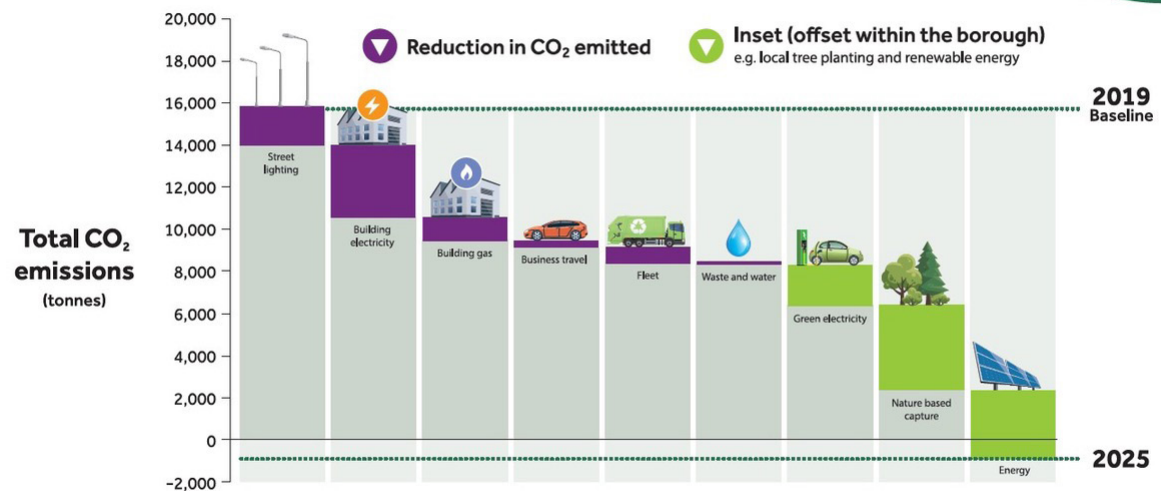 20,000
18,000
16,000
14,000
12,000
10,000
8,000
6,000
4,000
2,000
0
-2,000
Total CO₂
emissions
(tonnes)
Reduction in CO₂ emitted
Inset (offset within the borough)
e.g. local tree planting and renewable energy
2019
Baseline
Street
lighting
Building
electricity
Building gas
Business travel
Fleet
Waste and water
Green electricity
Nature based
capture
Energy
2025